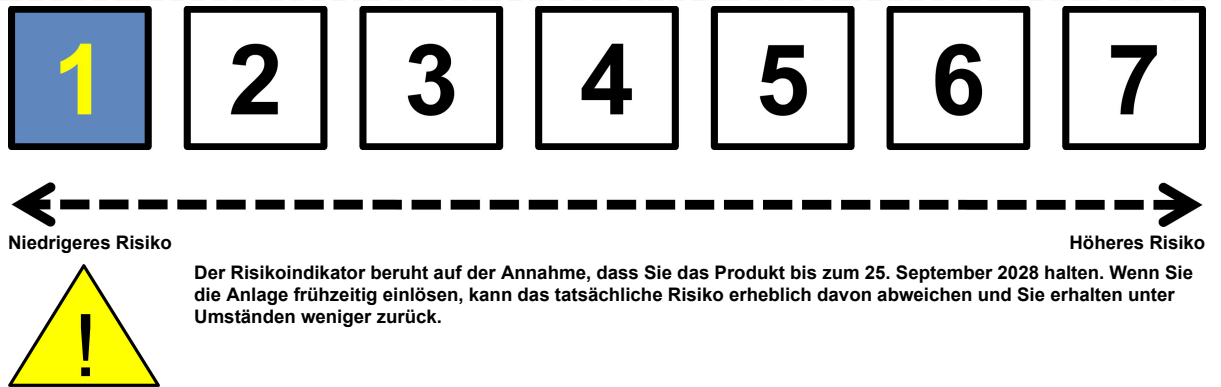 1 2 3 4 5 6 7
Niedrigeres Risiko Höheres Risiko
Der Risikoindikator beruht auf der Annahme, dass Sie das Produkt bis zum 25. September 2028 halten. Wenn Sie
die Anlage frühzeitig einlösen, kann das tatsächliche Risiko erheblich davon abweichen und Sie erhalten unter
Umständen weniger zurück.
!